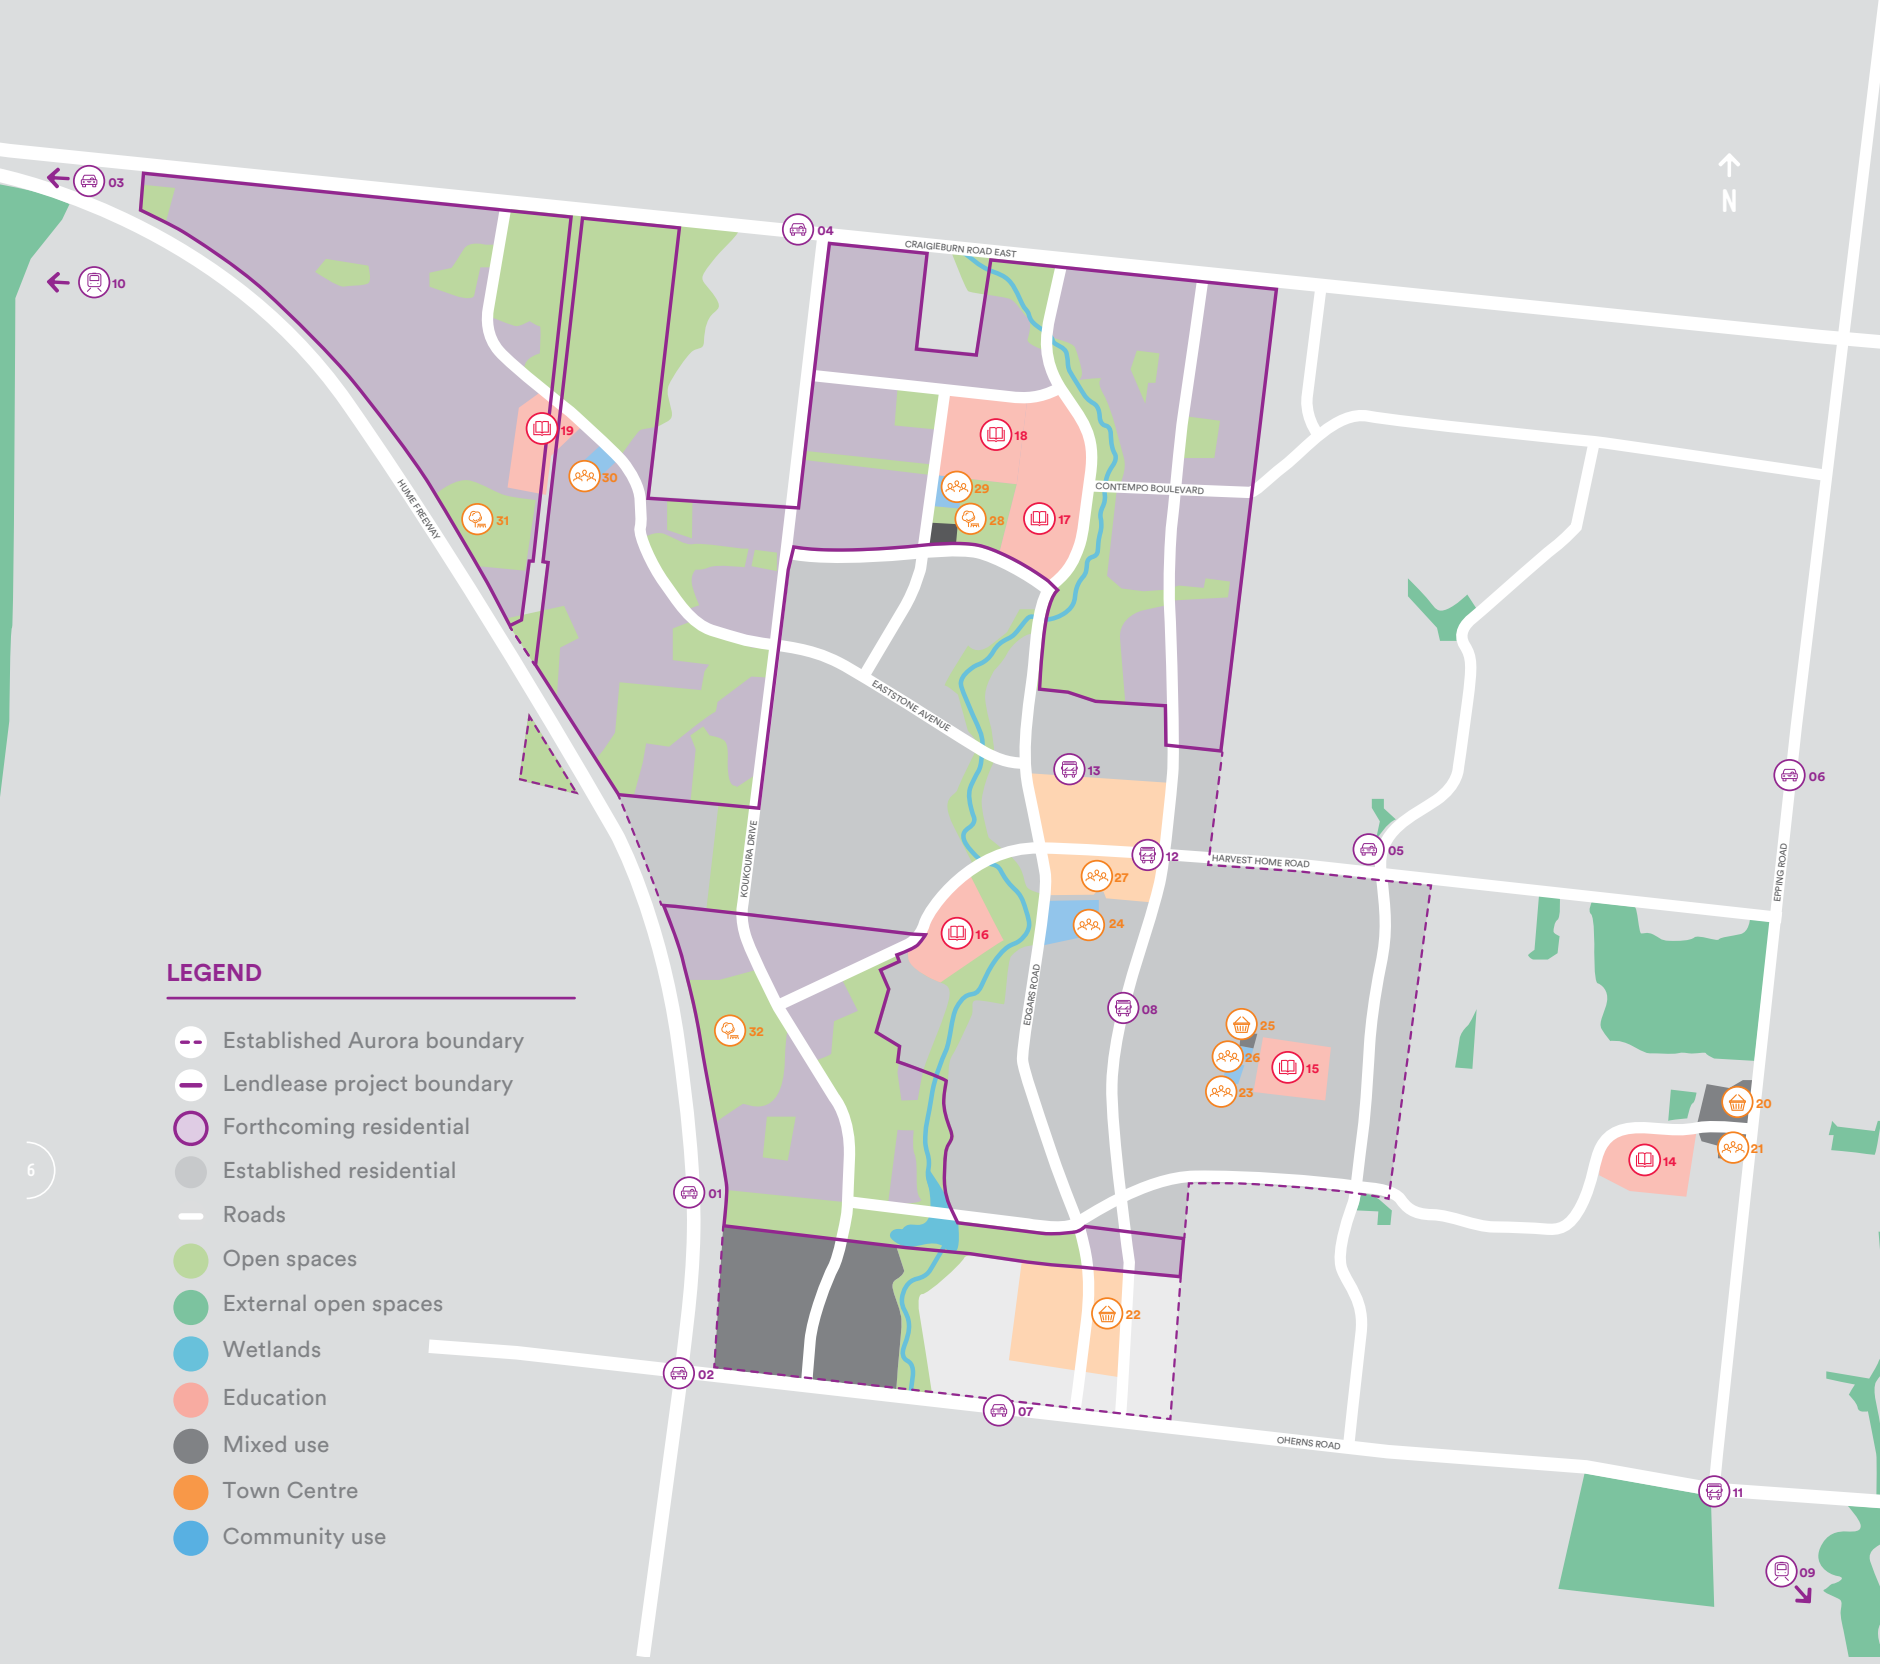 03
10
04
CRAIGIEBURN ROAD EAST
N
19
30
31
HUME FREEWAY
18
29
28
17
CONTEMPO BOULEVARD
EASTSTONE AVENUE
13
06
12
HARVEST HOME ROAD
05
27
24
KOUKOURA DRIVE
EPPING ROAD
16
EDGARS ROAD
08
32
25
26
15
23
20
21
14
01
22
02
07
OHERNS ROAD
11
09
6
LEGEND
Established Aurora boundary
Lendlease project boundary
Forthcoming residential
Established residential
Roads
Open spaces
External open spaces
Wetlands
Education
Mixed use
Town Centre
Community use